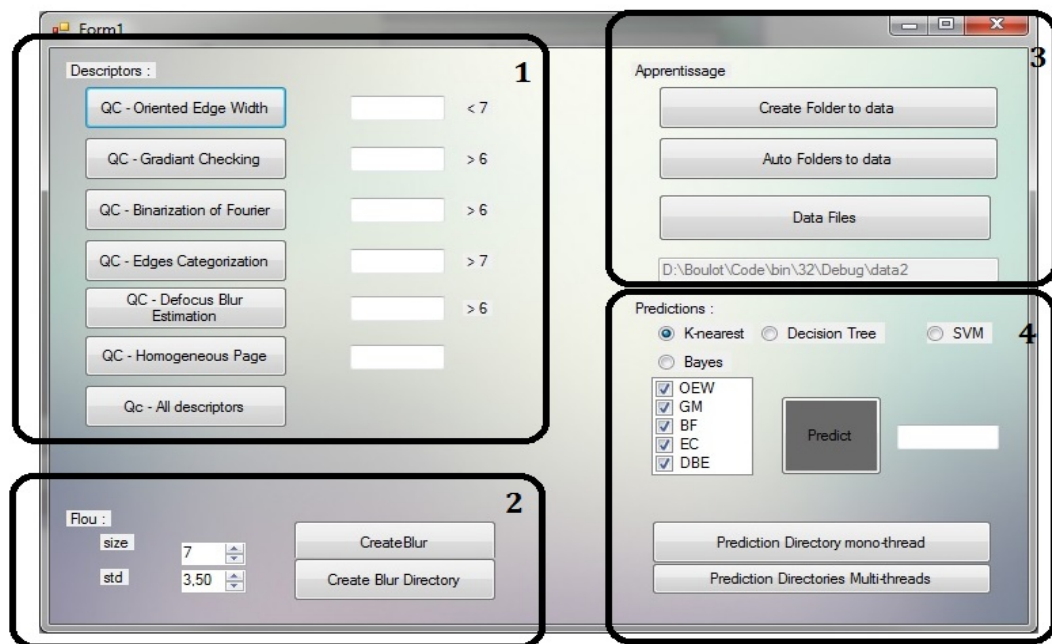 Form1
1
Descriptors :
QC - Oriented Edge Width
< 7
QC - Gradiant Checking
> 6
QC - Binarization of Fourier
> 6
QC - Edges Categorization
> 7
QC - Defocus Blur
Estimation
> 6
QC - Homogeneous Page
Qc - All descriptors
2
Flou :
size
7
CreateBlur
std
3,50
Create Blur Directory
3
Apprentissage
Create Folder to data
Auto Folders to data
Data Files
D:\Boulot\Code\bin\32\Debug\data2
4
Predictions :
K-nearest
Decision Tree
SVM
Bayes
OEW
GM
BF
EC
DBE
Predict
Prediction Directory mono-thread
Prediction Directories Multi-threads